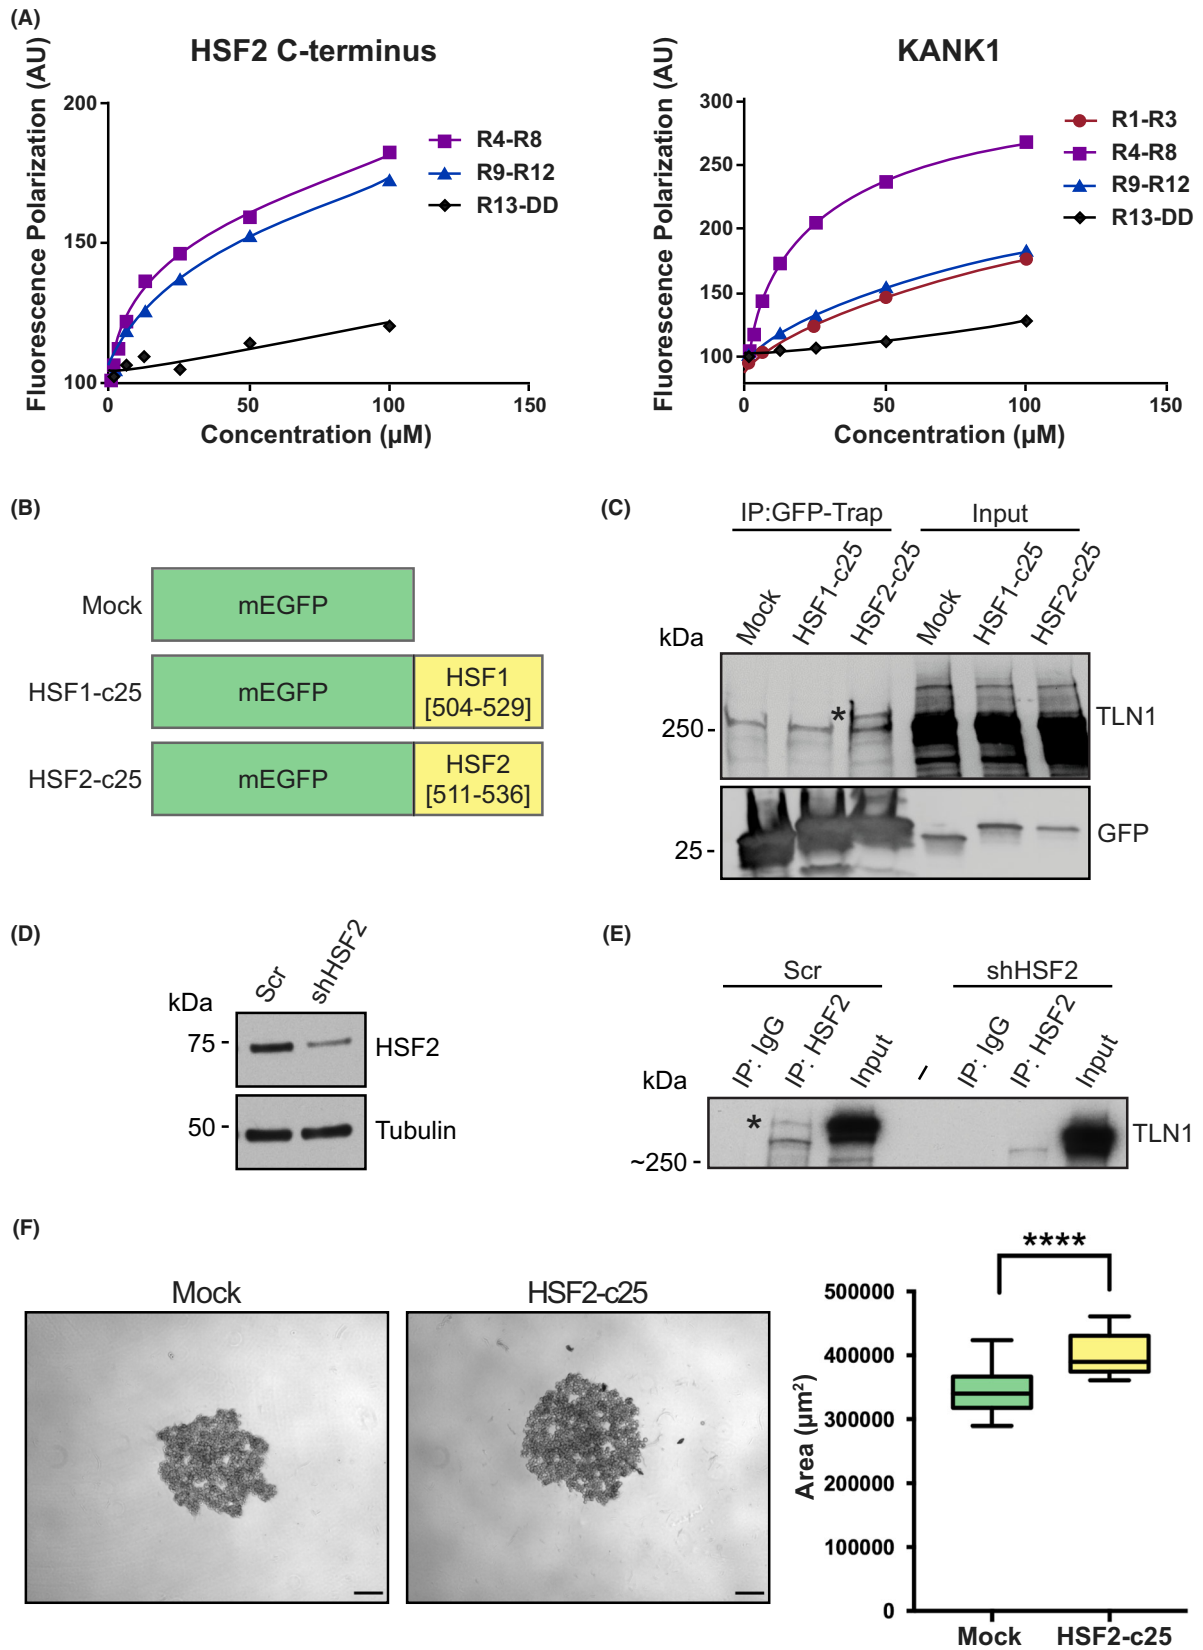 (A)
HSF2 C-terminus
Fluorescence Polarization (AU)
200
150
100
0
50
100
150
Concentration (µM)
R4-R8
R9-R12
R13-DD
KANK1
Fluorescence Polarization (AU)
300
250
200
150
100
0
50
100
150
Concentration (µM)
R1-R3
R4-R8
R9-R12
R13-DD
(B)
Mock
mEGFP
HSF1-c25
mEGFP
HSF1
[504-529]
HSF2-c25
mEGFP
HSF2
[511-536]
(C)
IP:GFP-Trap
Input
kDa
Mock
HSF1-c25
HSF2-c25
Mock
HSF1-c25
HSF2-c25
250 -
*
TLN1
25 -
GFP
(D)
kDa
Scr
shHSF2
75 -
HSF2
50 -
Tubulin
(E)
Scr
shHSF2
kDa
IP: IgG
IP: HSF2
Input
–
IP: IgG
IP: HSF2
Input
*
~250 -
TLN1
(F)
Mock
HSF2-c25
****
Area (µm²)
500000
400000
300000
200000
100000
0
Mock
HSF2-c25